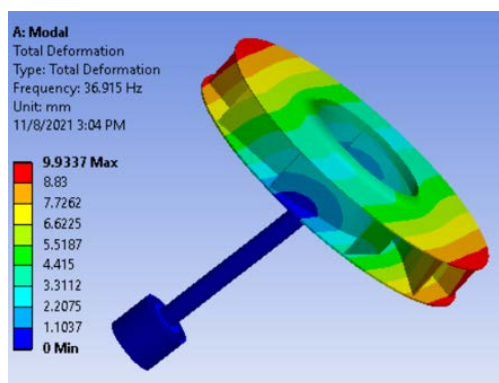 A: Modal
Total Deformation
Type: Total Deformation
Frequency: 36.915 Hz
Unit: mm
11/8/2021 3:04 PM
9.9337 Max
8.83
7.7262
6.6225
5.5187
4.415
3.3112
2.2075
1.1037
0 Min